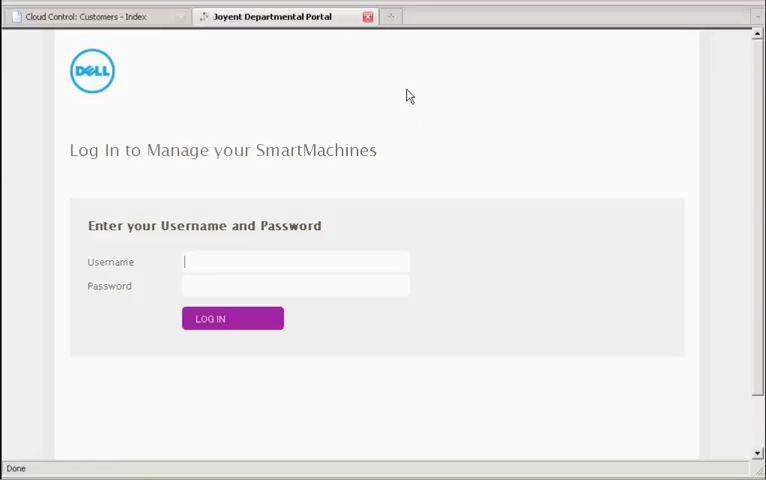 Cloud Control: Customers - Index
Joyent Departmental Portal
DELL
Log In to Manage your SmartMachines
Enter your Username and Password
Username
Password
LOG IN
Done